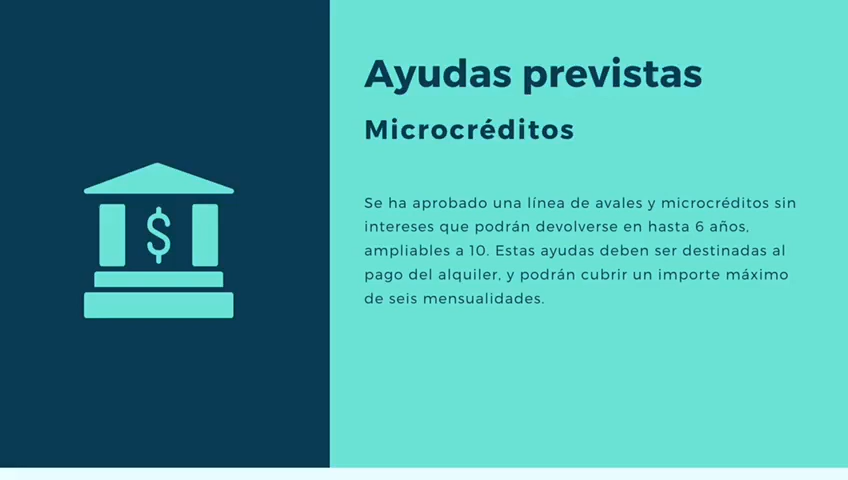 Ayudas previstas
Microcréditos
Se ha aprobado una línea de avales y microcréditos sin
intereses que podrán devolverse en hasta 6 años,
ampliables a 10. Estas ayudas deben ser destinadas al
pago del alquiler, y podrán cubrir un importe máximo
de seis mensualidades.
$